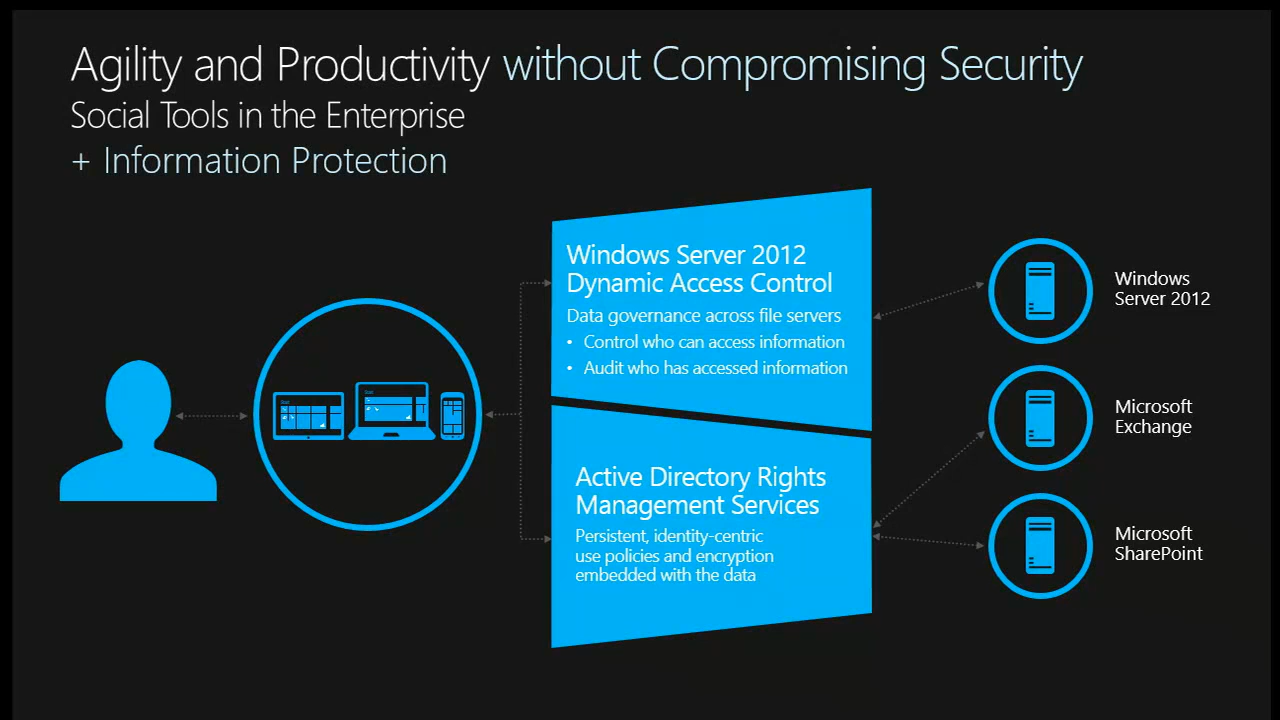 Agility and Productivity without Compromising Security
Social Tools in the Enterprise
+ Information Protection
Windows Server 2012
Dynamic Access Control
Data governance across file servers
• Control who can access information
• Audit who has accessed information
Active Directory Rights
Management Services
Persistent, identity-centric
use policies and encryption
embedded with the data
Windows
Server 2012
Microsoft
Exchange
Microsoft
SharePoint